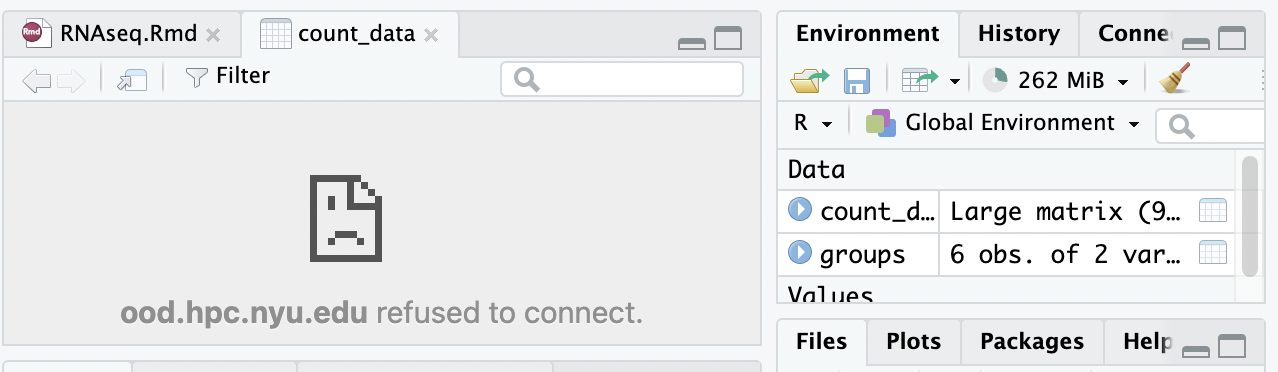 RNAseq.Rmd
count_data
Filter
ood.hpc.nyu.edu refused to connect.
Environment
History
Conne
262 MiB
R
Global Environment
Data
count_d… Large matrix (9…
groups 6 obs. of 2 var…
Values
Files
Plots
Packages
Help